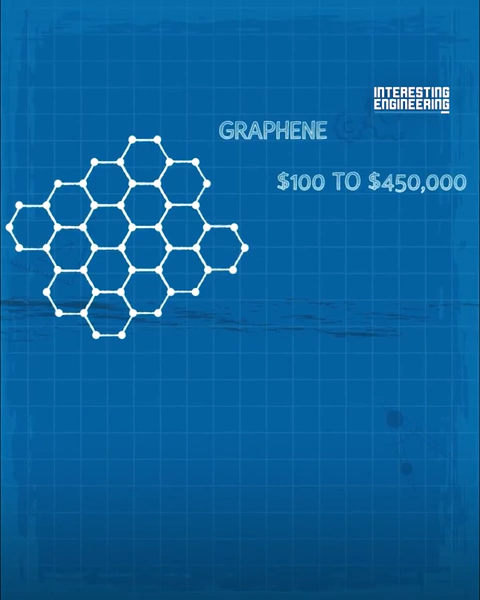 INTERESTING
ENGINEERING
GRAPHENE
$100 TO $450,000